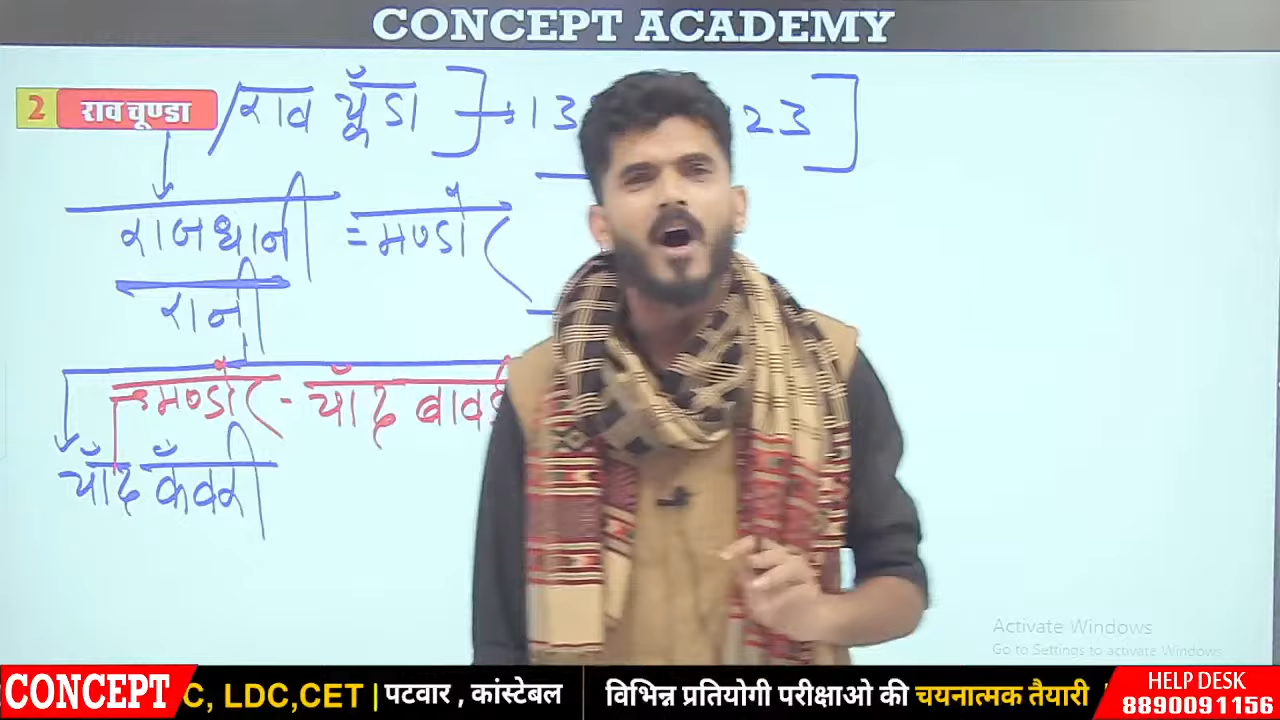 CONCEPT ACADEMY
2 राव चूण्डा
राव चूँडा 13 23
राजधानी = मण्डोर
रानी
मण्डोर - चाँद बावड़ी
चाँद कँवरी
Activate Windows
Go to Settings to activate Windows.
CONCEPT C, LDC,CET | पटवार , कांस्टेबल विभिन्न प्रतियोगी परीक्षाओ की चयनात्मक तैयारी
HELP DESK
8890091156